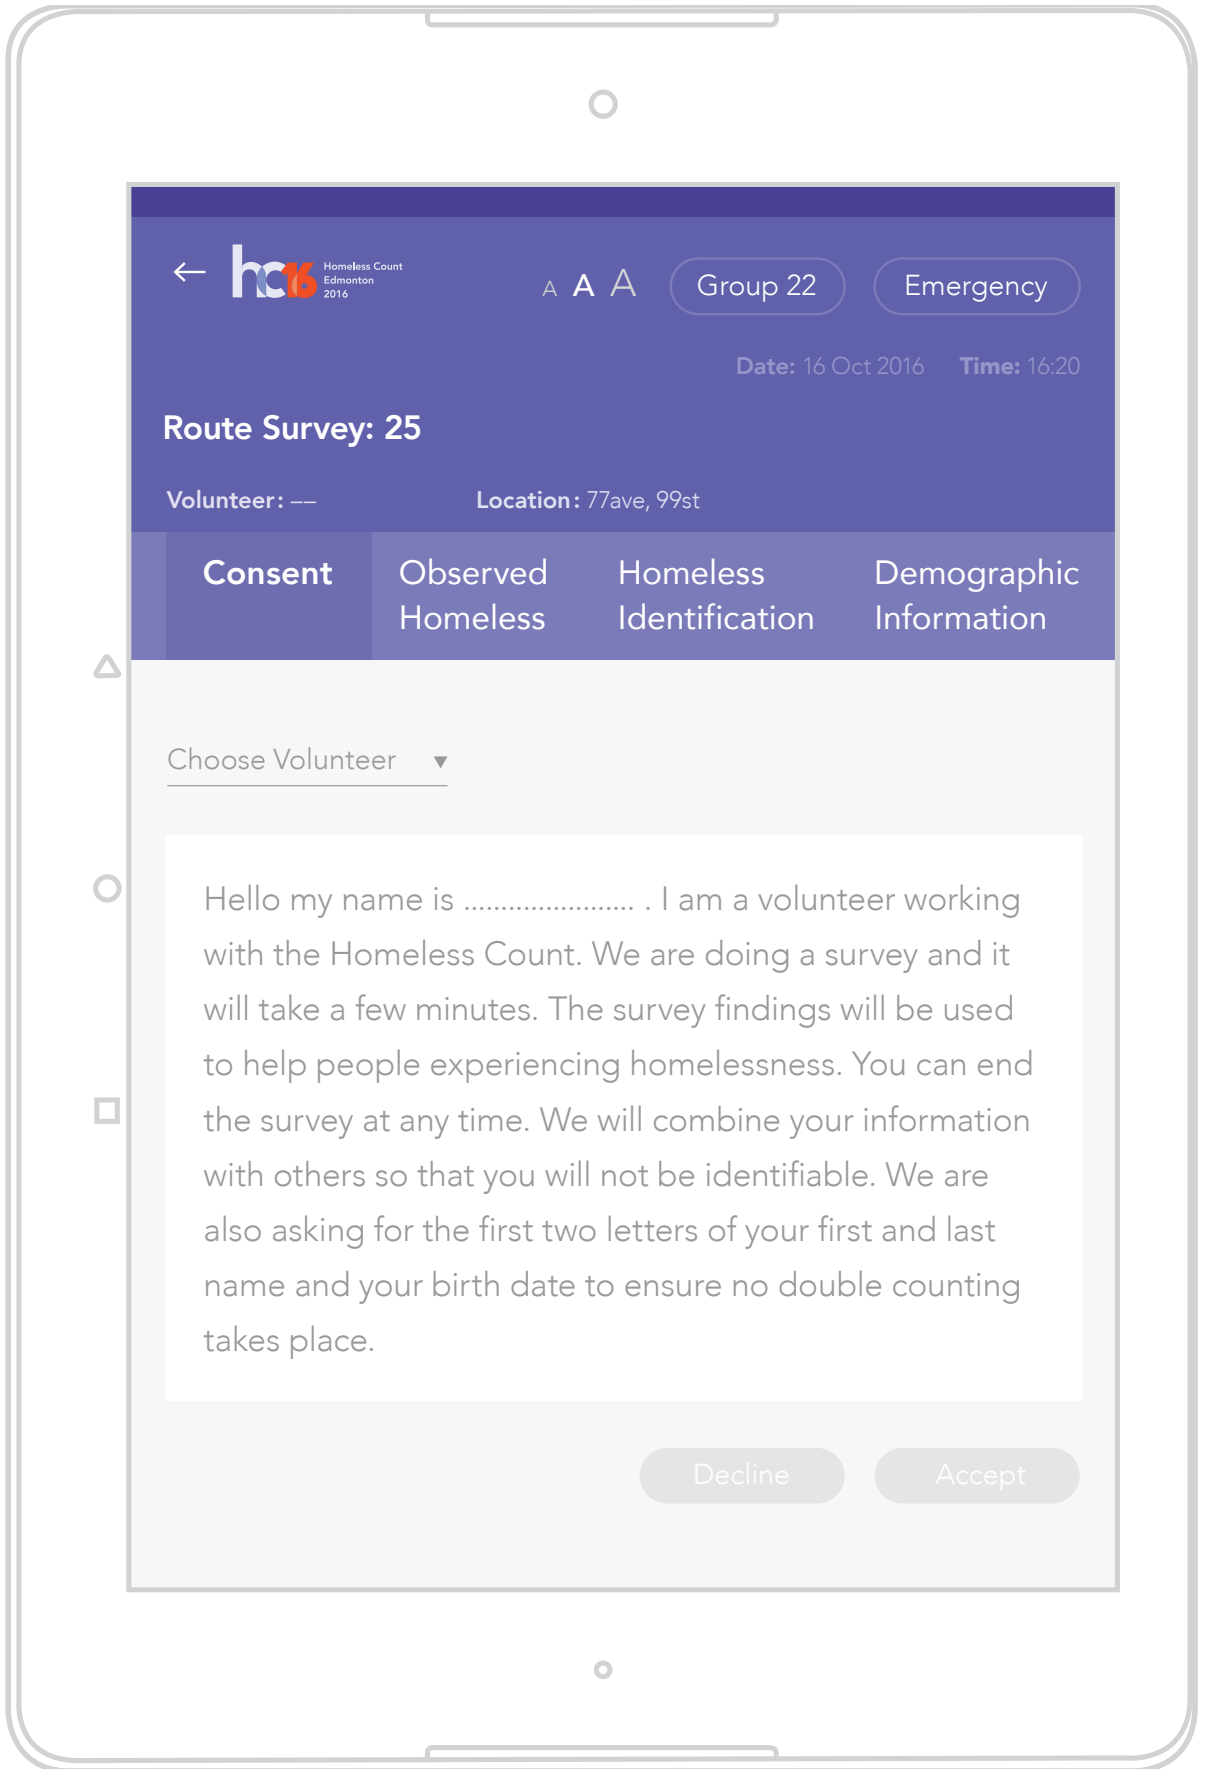 ← hc16 Homeless Count
Edmonton
2016
A A A Group 22 Emergency
Date: 16 Oct 2016 Time: 16:20
Route Survey: 25
Volunteer: –– Location: 77ave, 99st
Consent
Observed
Homeless
Homeless
Identification
Demographic
Information
Choose Volunteer ▼
Hello my name is ....................... . I am a volunteer working
with the Homeless Count. We are doing a survey and it
will take a few minutes. The survey findings will be used
to help people experiencing homelessness. You can end
the survey at any time. We will combine your information
with others so that you will not be identifiable. We are
also asking for the first two letters of your first and last
name and your birth date to ensure no double counting
takes place.
Decline Accept